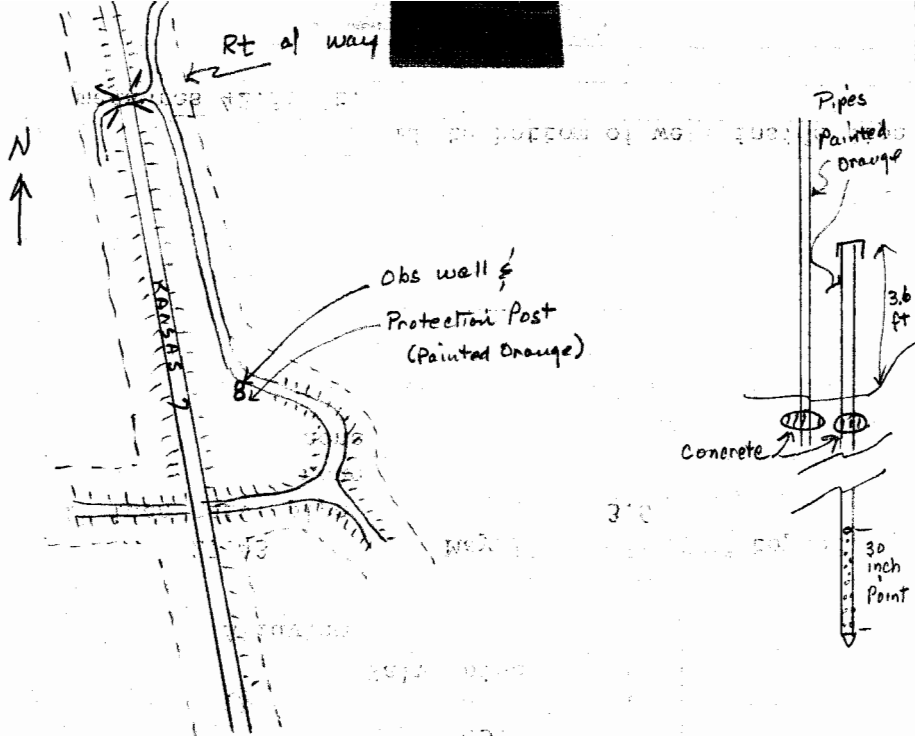 Rt of way
N
KANSAS 7
Obs well &
Protection Post
(Painted Orange)
8
Pipes
Painted
Orange
3.6
ft
Concrete
30
inch
Point